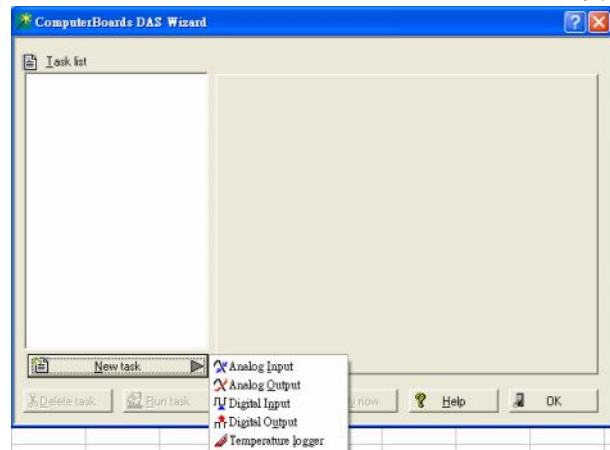 ComputerBoards DAS Wizard
Task list
New task
Analog Input
Analog Output
Digital Input
Digital Output
Temperature logger
Delete task
Run task
now
Help
OK